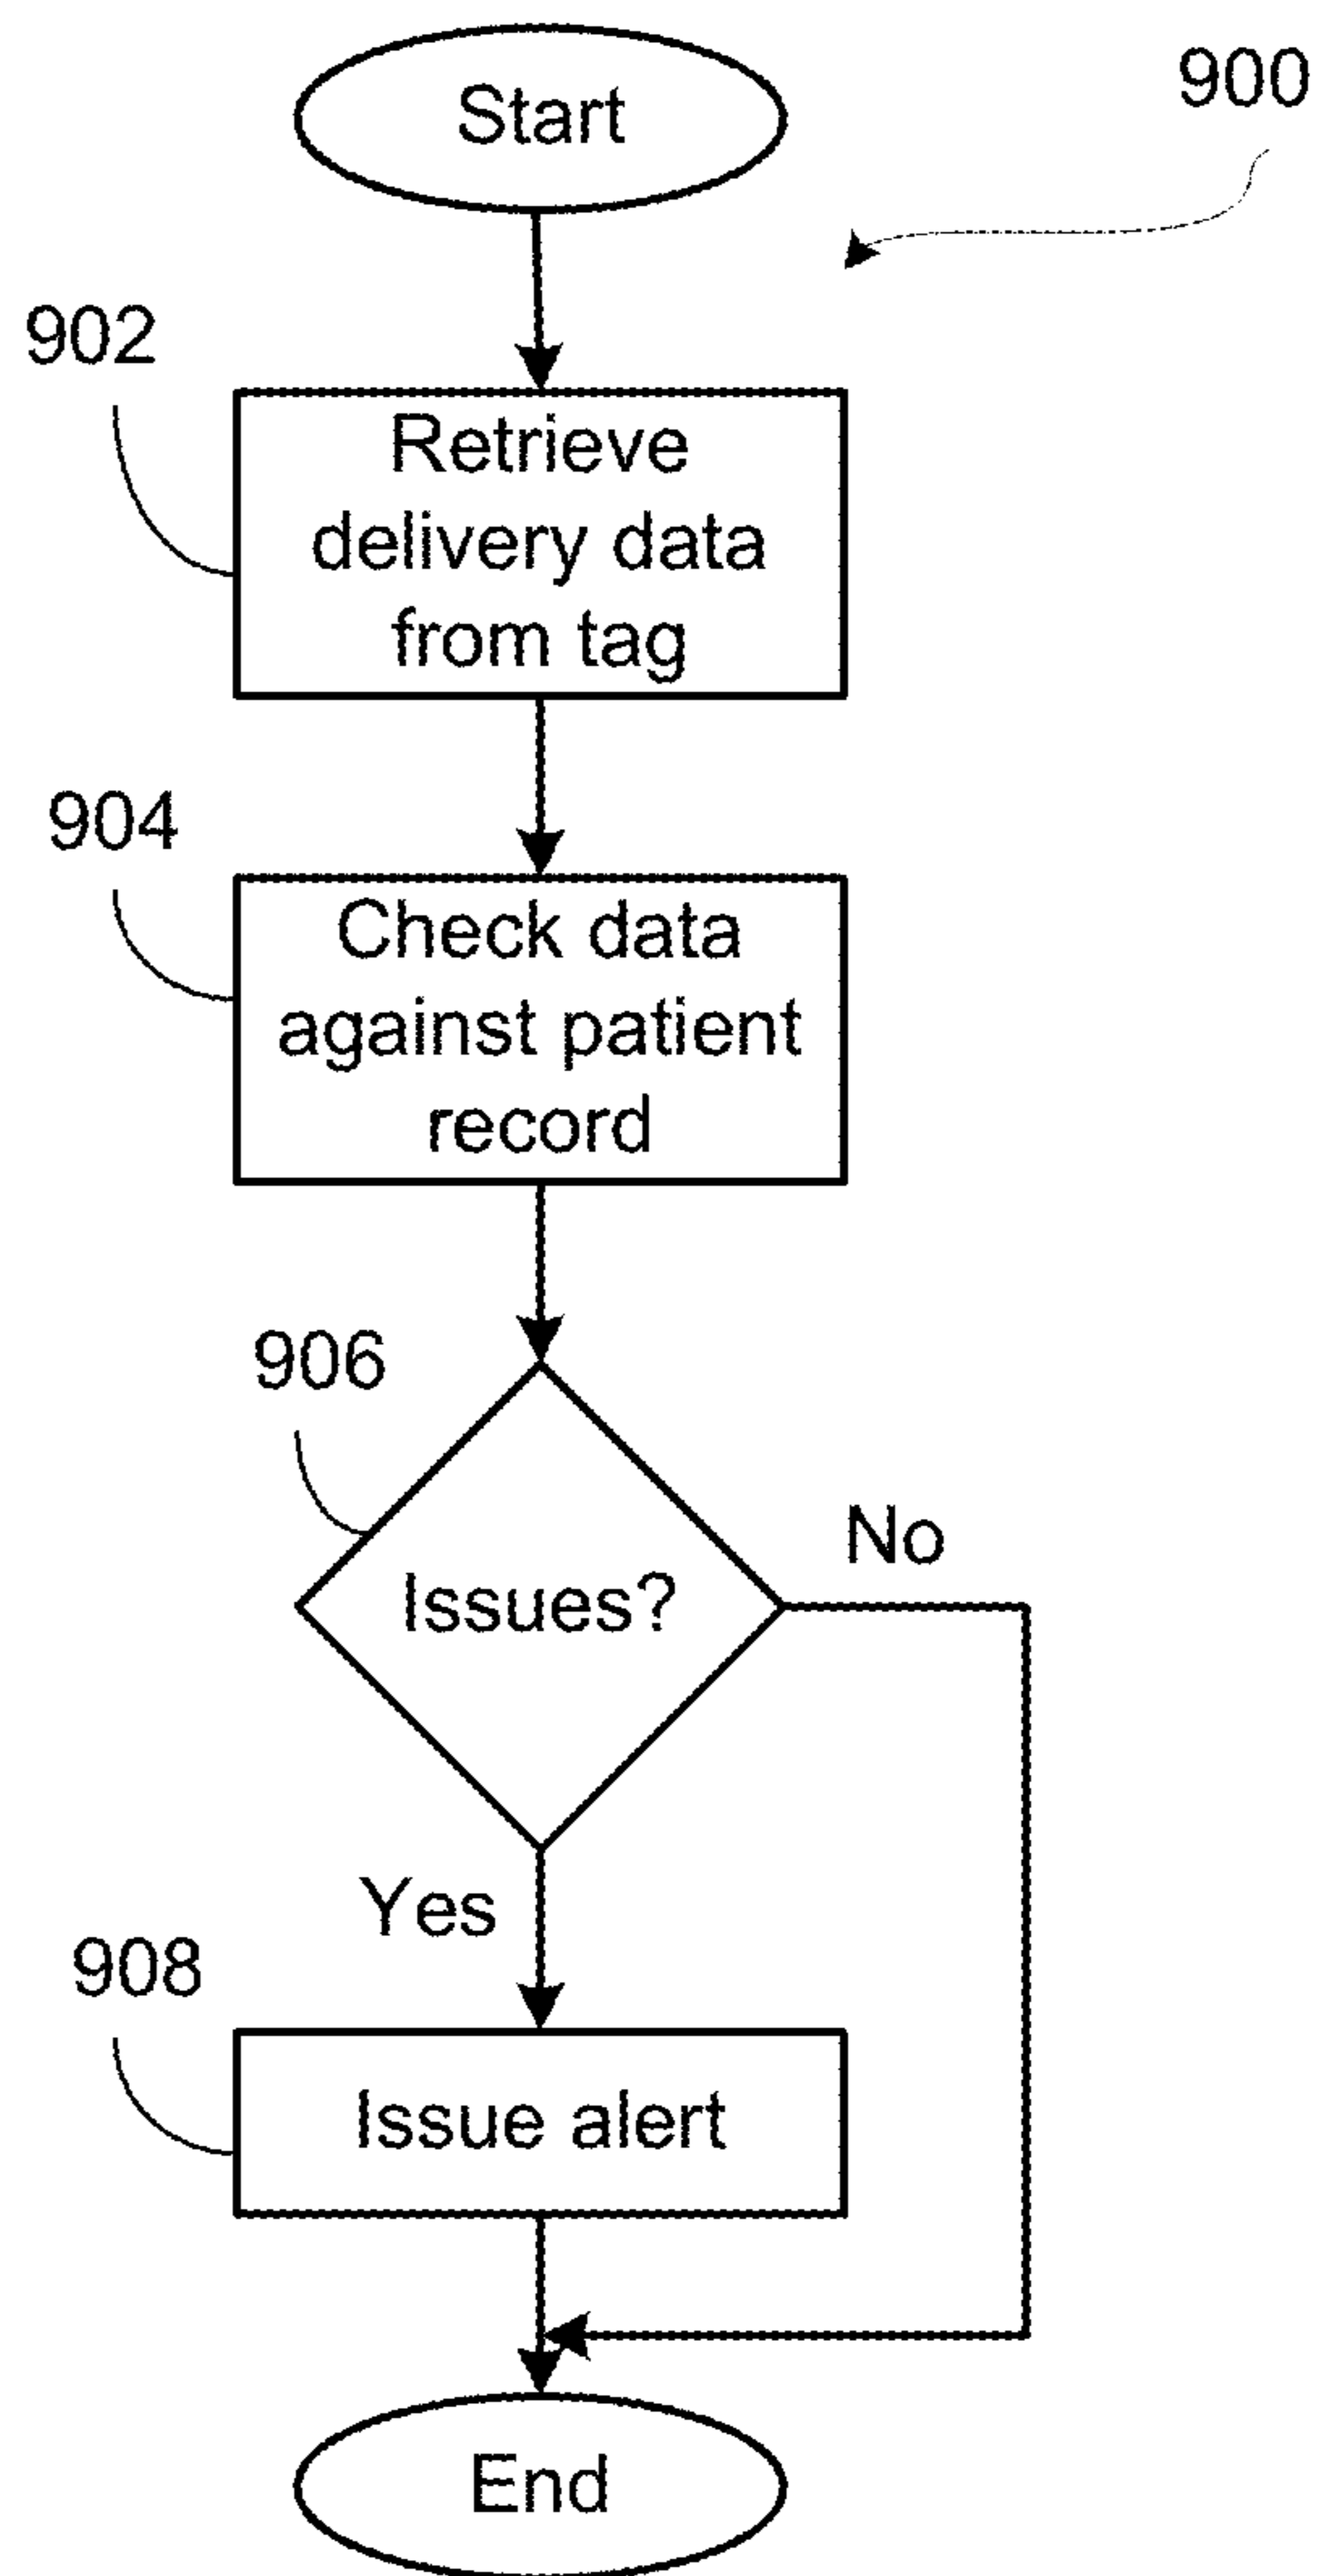 Start
900
902
Retrieve
delivery data
from tag
904
Check data
against patient
record
906
Issues?
No
Yes
908
Issue alert
End